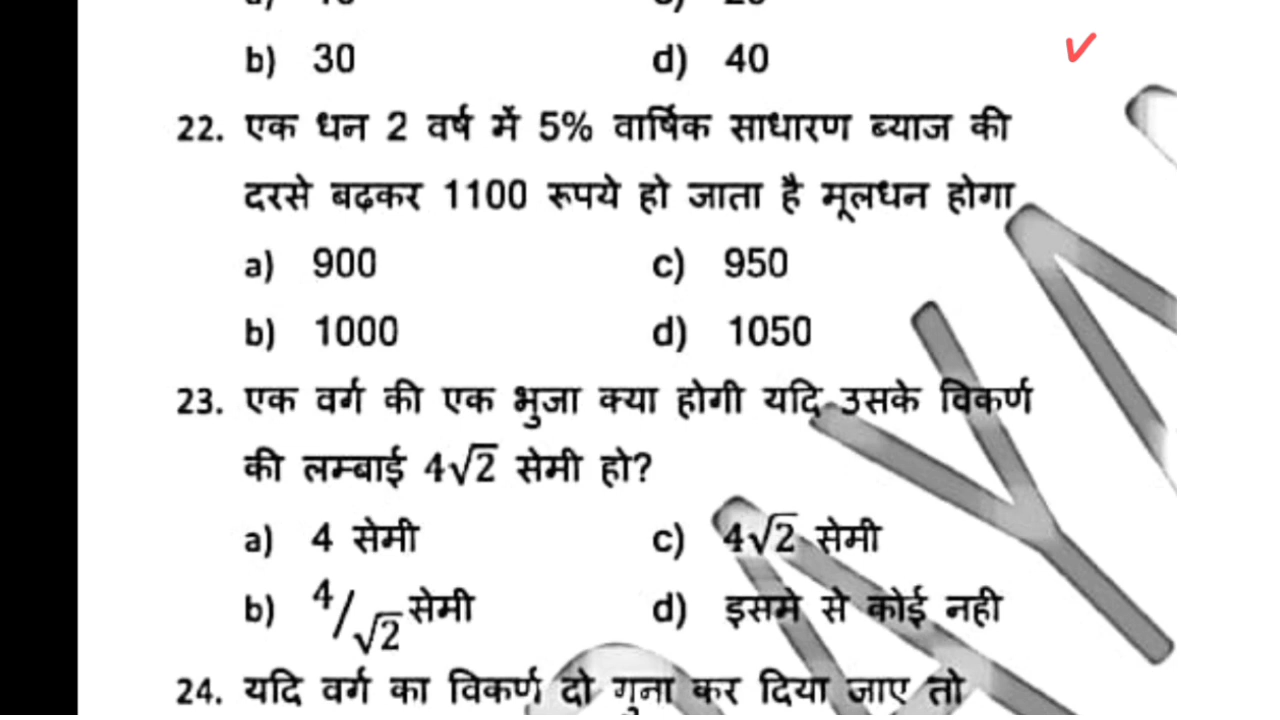 b) 30 d) 40
22. एक धन 2 वर्ष में 5% वार्षिक साधारण ब्याज की
दरसे बढ़कर 1100 रूपये हो जाता है मूलधन होगा
a) 900 c) 950
b) 1000 d) 1050
23. एक वर्ग की एक भुजा क्या होगी यदि उसके विकर्ण
की लम्बाई 4√2 सेमी हो?
a) 4 सेमी c) 4√2 सेमी
b) 4/√2 सेमी d) इसमे से कोई नही
24. यदि वर्ग का विकर्ण दो गुना कर दिया जाए तो